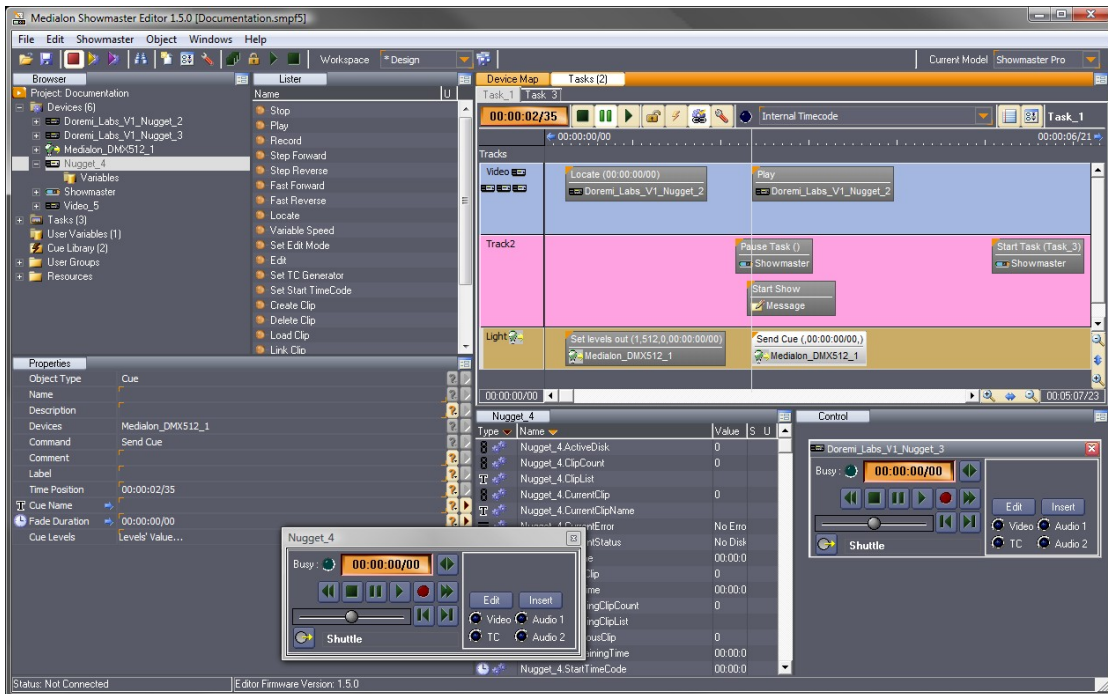 Medialon Showmaster Editor 1.5.0 [Documentation.smpf5]
File Edit Showmaster Object Windows Help
Workspace * Design Current Model Showmaster Pro
Browser
Project: Documentation
Devices (6)
Doremi_Labs_V1_Nugget_2
Doremi_Labs_V1_Nugget_3
Medialon_DMX512_1
Nugget_4
Variables
Showmaster
Video_5
Tasks (3)
User Variables (1)
Cue Library (2)
User Groups
Resources
Lister
Name U
Stop
Play
Record
Step Forward
Step Reverse
Fast Forward
Fast Reverse
Locate
Variable Speed
Set Edit Mode
Edit
Set TC Generator
Set Start TimeCode
Create Clip
Delete Clip
Load Clip
Link Clip
Device Map Tasks (2)
Task_1 Task_3
00:00:02/35 Internal Timecode Task_1
00:00:00/00 00:00:06/21
Tracks
Video
Locate (00:00:00/00)
Doremi_Labs_V1_Nugget_2
Play
Doremi_Labs_V1_Nugget_2
Track2
Pause Task ()
Showmaster
Start Task (Task_3)
Showmaster
Start Show
Message
Light
Set levels out (1,512,0,00:00:00/00)
Medialon_DMX512_1
Send Cue (,00:00:00/00,)
Medialon_DMX512_1
00:00:00/00 00:05:07/23
Properties
Object Type Cue
Name
Description
Devices Medialon_DMX512_1
Command Send Cue
Comment
Label
Time Position 00:00:02/35
Cue Name
Fade Duration 00:00:00/00
Cue Levels Levels' Value...
Nugget_4
Type Name Value S U
Nugget_4.ActiveDisk 0
Nugget_4.ClipCount 0
Nugget_4.ClipList
Nugget_4.CurrentClip 0
Nugget_4.CurrentClipName
Nugget_4.CurrentError No Erro
ntStatus No Disk
00:00:0
Clip 0
00:00:0
ngClipCount 0
ngClipList
ousClip 0
ainingTime 00:00:0
Nugget_4.StartTimeCode 00:00:0
Nugget_4
Busy: 00:00:00/00
Edit Insert
Video Audio 1
TC Audio 2
Shuttle
Control
Doremi_Labs_V1_Nugget_3
Busy: 00:00:00/00
Edit Insert
Video Audio 1
TC Audio 2
Shuttle
Status: Not Connected Editor Firmware Version: 1.5.0